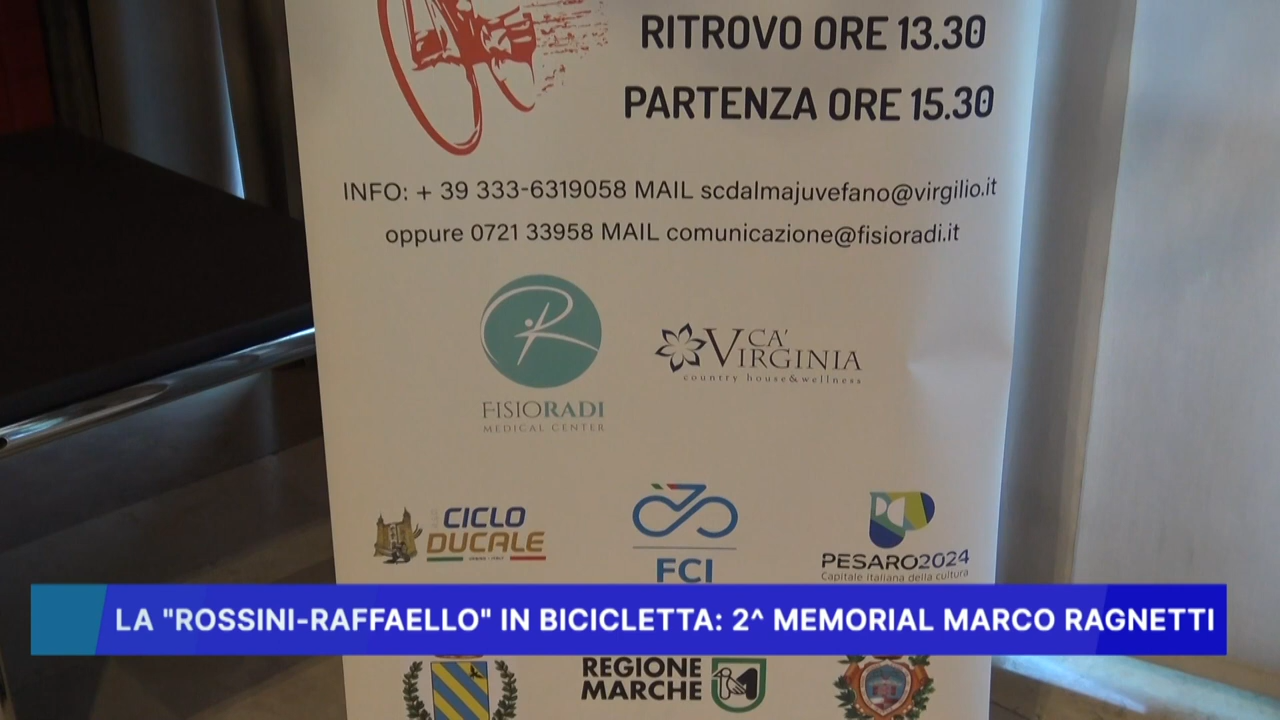 RITROVO ORE 13.30
PARTENZA ORE 15.30
INFO: + 39 333-6319058 MAIL scdalmajuvefano@virgilio.it
oppure 0721 33958 MAIL comunicazione@fisioradi.it
R
FISIORADI
MEDICAL CENTER
CA'
VIRGINIA
country house&wellness
CICLO
DUCALE
FCI
PESARO2024
Capitale italiana della cultura
LA "ROSSINI-RAFFAELLO" IN BICICLETTA: 2^ MEMORIAL MARCO RAGNETTI
REGIONE
MARCHE